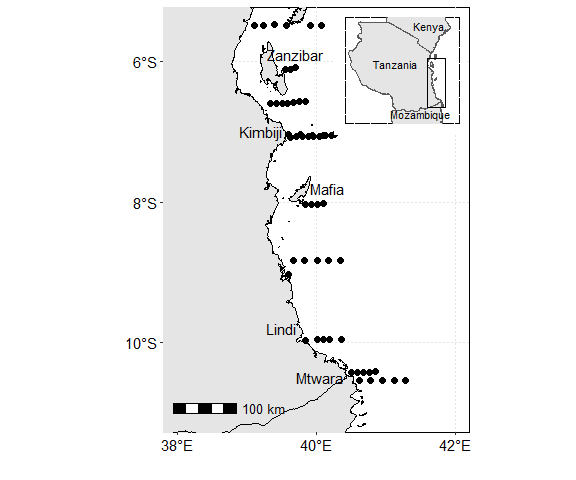 Kenya
6°S
Zanzibar
Tanzania
Mozambique
Kimbiji
Mafia
8°S
Lindi
10°S
Mtwara
100 km
38°E
40°E
42°E